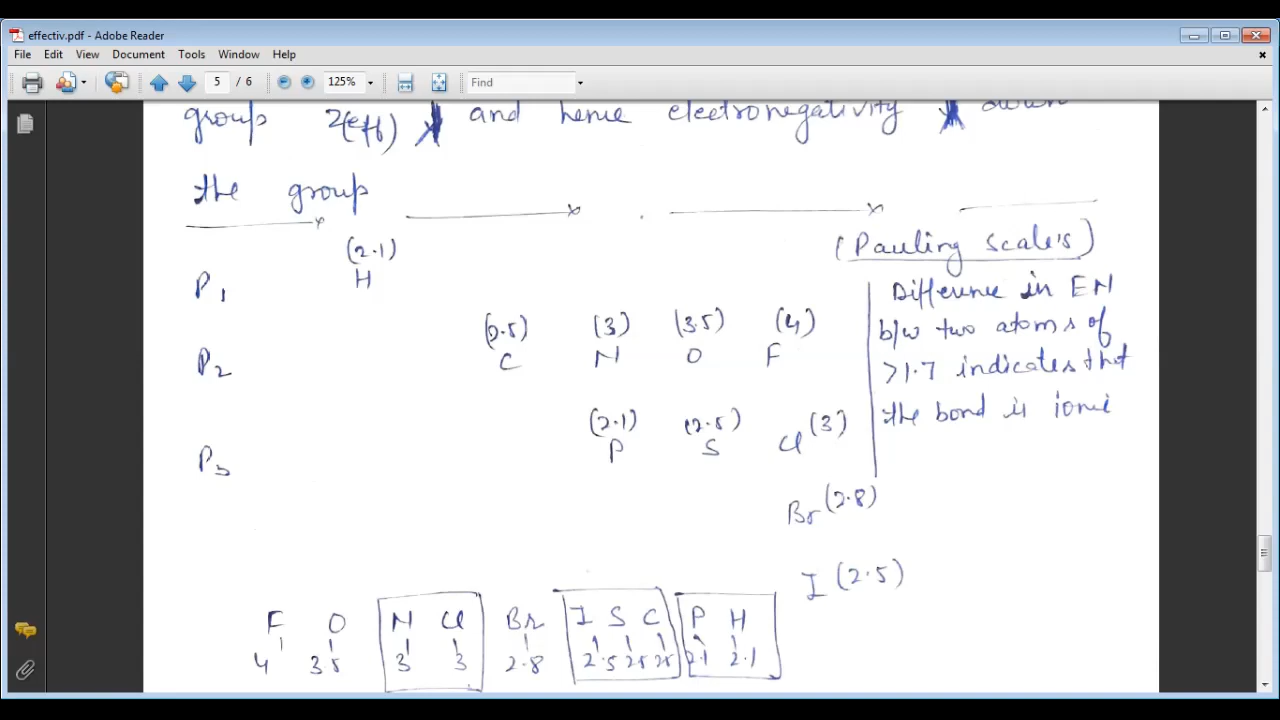 effectiv.pdf - Adobe Reader
File Edit View Document Tools Window Help
5 / 6 125% Find
group Z(eff) and hence electronegativity down
the group
(Pauling Scale's)
(2.1)
H
P1
Difference in EN
b/w two atoms of
>1.7 indicates that
the bond is ionic
(2.5) (3) (3.5) (4)
C N O F
P2
(2.1) (2.5) (3)
P S Cl
P3
Br (2.8)
I (2.5)
F O N Cl Br I S C P H
4 3.5 3 3 2.8 2.5 2.5 2.5 2.1 2.1